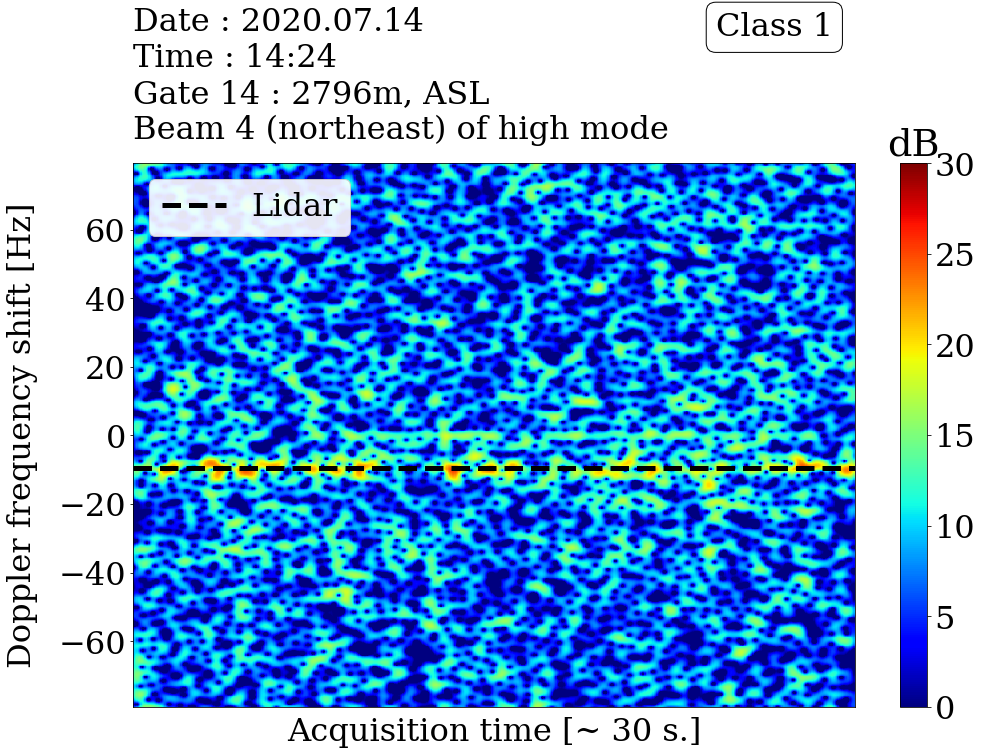 Date : 2020.07.14
Time : 14:24
Gate 14 : 2796m, ASL
Beam 4 (northeast) of high mode
Class 1
dB
Lidar
Doppler frequency shift [Hz]
60
40
20
0
−20
−40
−60
30
25
20
15
10
5
0
Acquisition time [~ 30 s.]